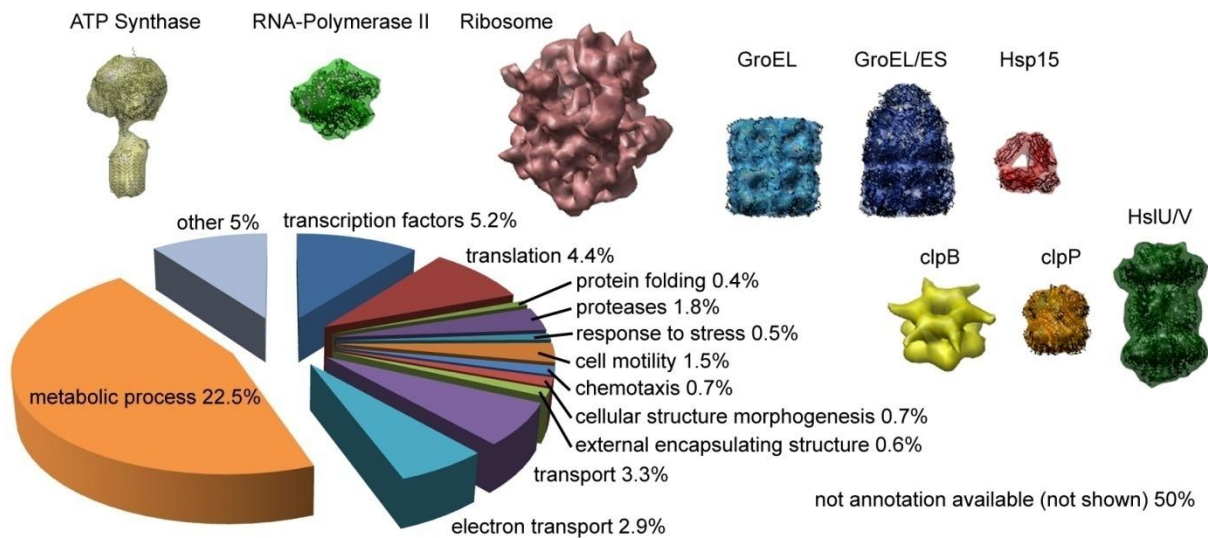 ATP Synthase
RNA-Polymerase II
Ribosome
GroEL
GroEL/ES
Hsp15
other 5%
transcription factors 5.2%
translation 4.4%
HslU/V
clpB
clpP
protein folding 0.4%
proteases 1.8%
response to stress 0.5%
cell motility 1.5%
metabolic process 22.5%
chemotaxis 0.7%
cellular structure morphogenesis 0.7%
external encapsulating structure 0.6%
transport 3.3%
not annotation available (not shown) 50%
electron transport 2.9%